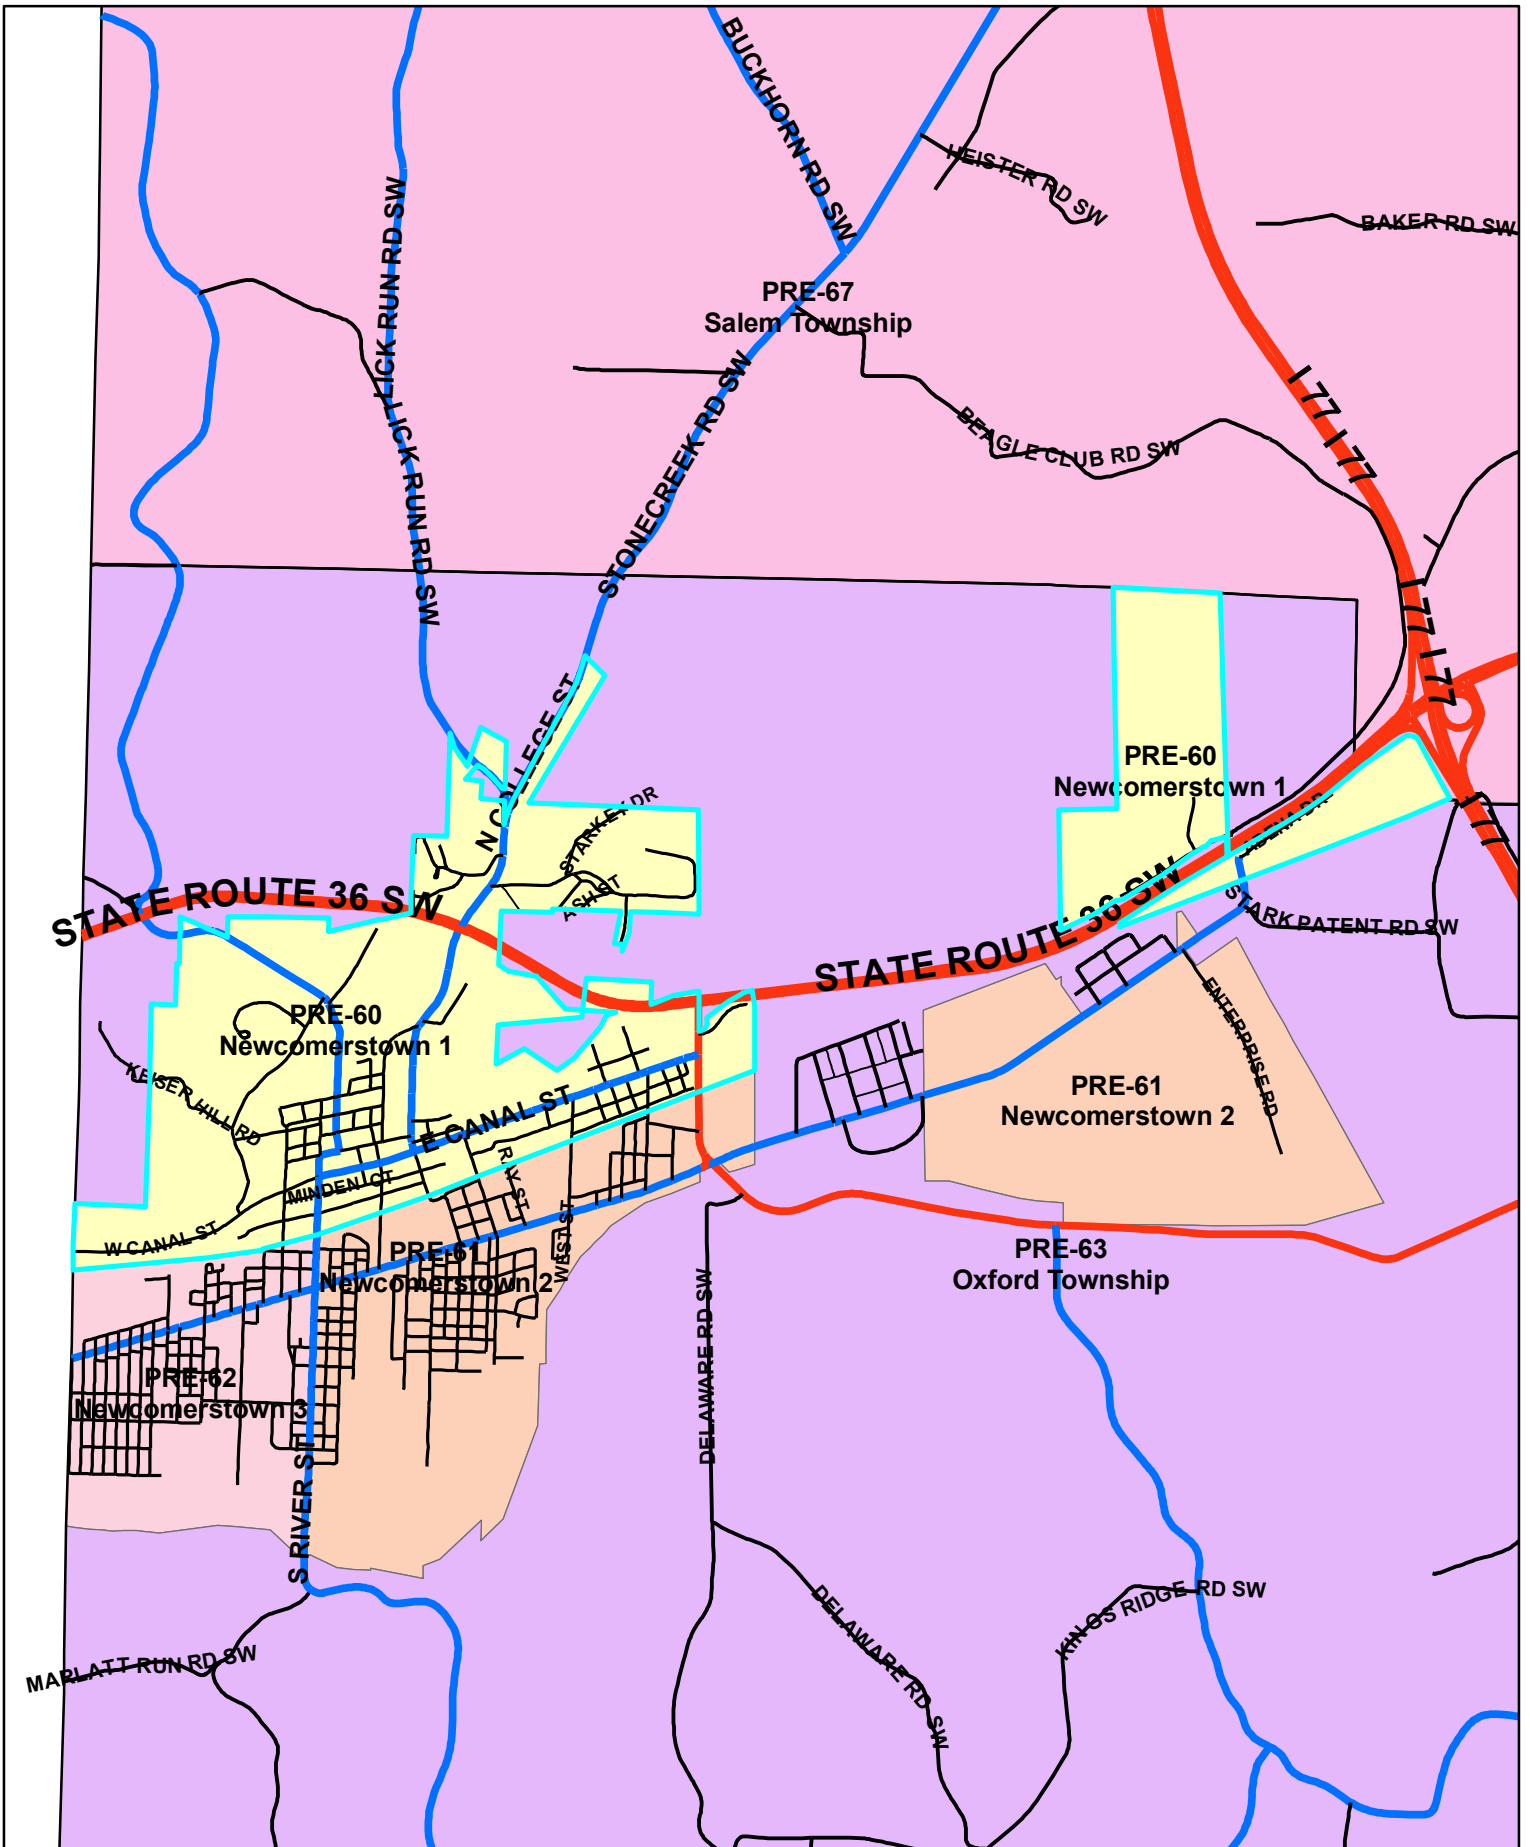 BUCKHORN RD SW
HEISTER RD SW
BAKER RD SW
LICK RUN RD SW
PRE-67
Salem Township
I 77
I 77
STONECREEK RD SW
LICK RUN RD SW
BEAGLE CLUB RD SW
I 77
I 77
N COLLEGE ST
PRE-60
Newcomerstown 1
STARKEY DR
ADENA DR
I 77
ASH ST
STATE ROUTE 36 SW
STATE ROUTE 36 SW
STARK PATENT RD SW
PRE-60
Newcomerstown 1
ENTERPRISE RD
KEISER HILL RD
E CANAL ST
PRE-61
Newcomerstown 2
MINDEN CT
RAY ST
W CANAL ST
WEST ST
PRE-61
Newcomerstown 2
PRE-63
Oxford Township
DELAWARE RD SW
PRE-62
Newcomerstown 3
S RIVER ST
DELAWARE RD SW
KINGS RIDGE RD SW
MARLATT RUN RD SW